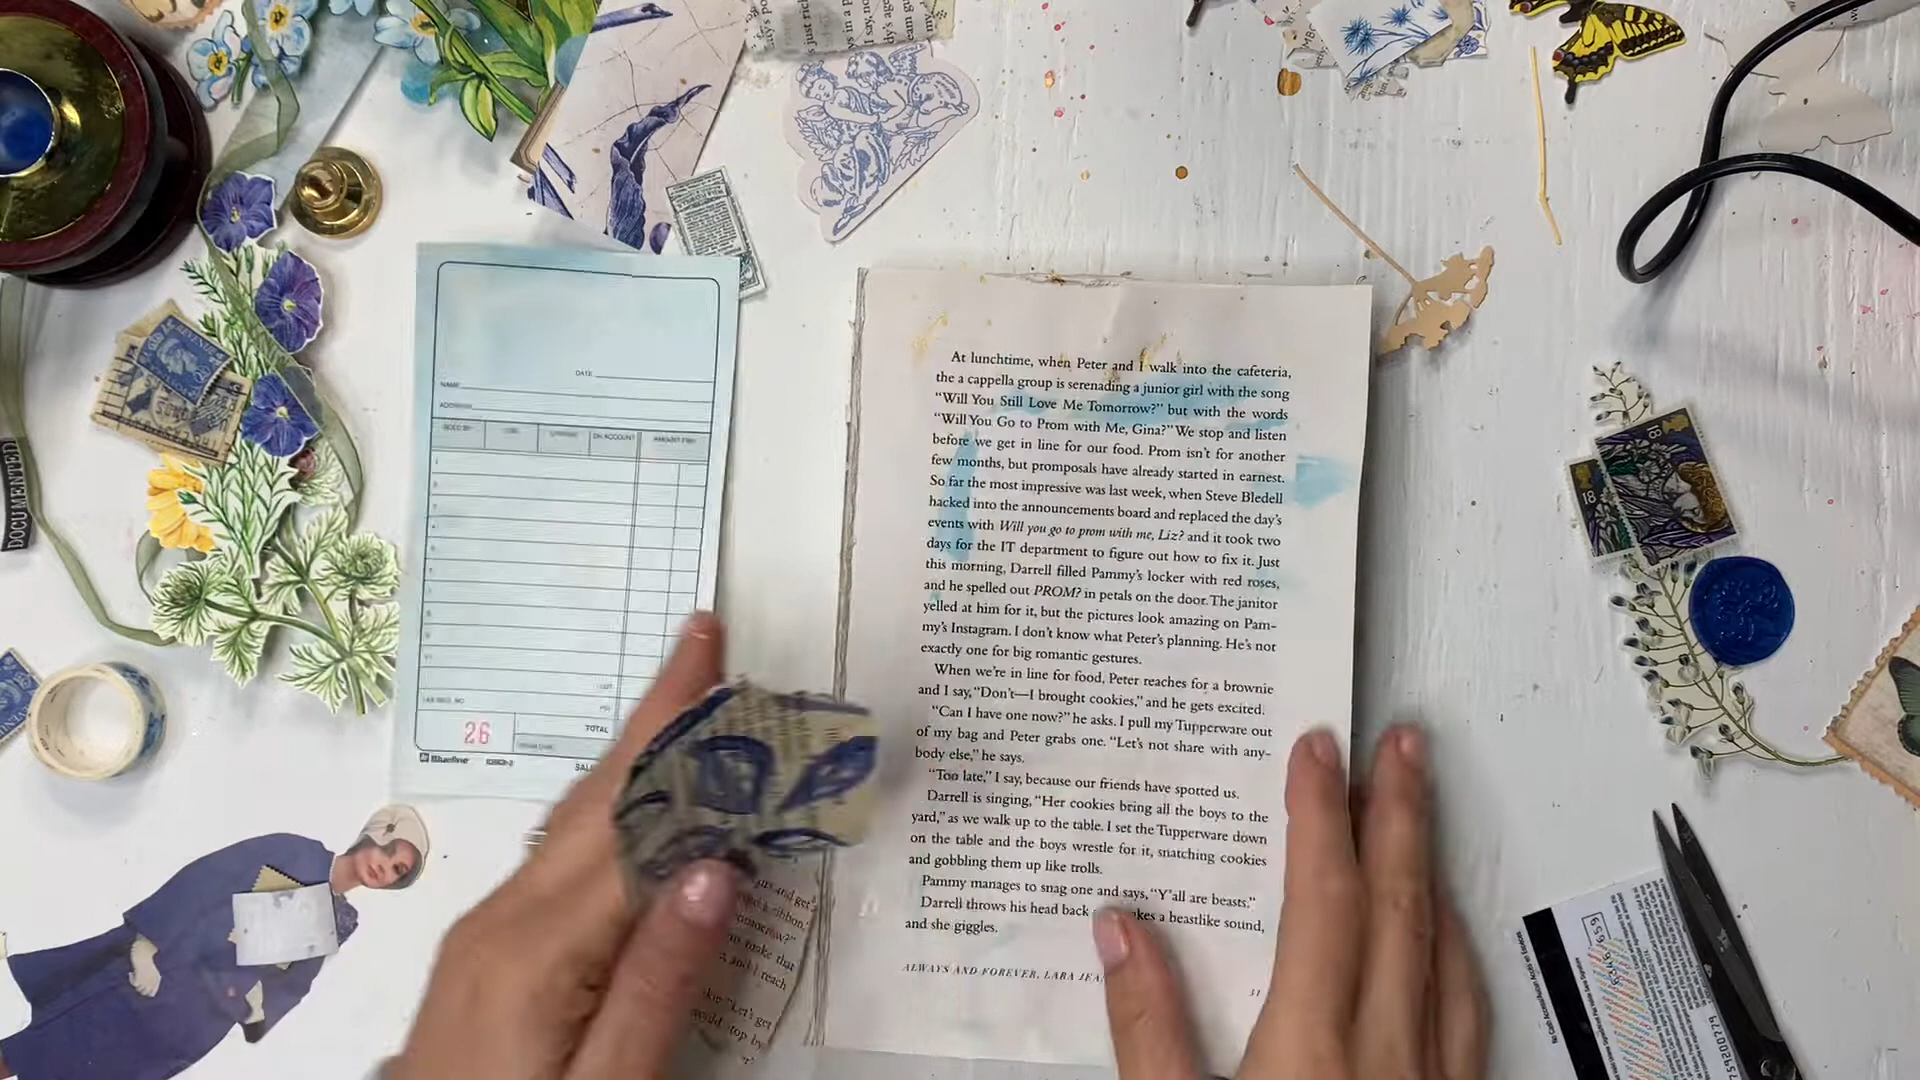 DOCUMENTED
DATE
NAME
ADDRESS
ON ACCOUNT
26
TOTAL
Blueline
At lunchtime, when Peter and I walk into the cafeteria,
the a cappella group is serenading a junior girl with the song
“Will You Still Love Me Tomorrow?” but with the words
“Will You Go to Prom with Me, Gina?” We stop and listen
before we get in line for our food. Prom isn’t for another
few months, but promposals have already started in earnest.
So far the most impressive was last week, when Steve Bledell
hacked into the announcements board and replaced the day’s
events with Will you go to prom with me, Liz? and it took two
days for the IT department to figure out how to fix it. Just
this morning, Darrell filled Pammy’s locker with red roses,
and he spelled out PROM? in petals on the door. The janitor
yelled at him for it, but the pictures look amazing on Pam-
my’s Instagram. I don’t know what Peter’s planning. He’s not
exactly one for big romantic gestures.
When we’re in line for food, Peter reaches for a brownie
and I say, “Don’t—I brought cookies,” and he gets excited.
“Can I have one now?” he asks. I pull my Tupperware out
of my bag and Peter grabs one. “Let’s not share with any-
body else,” he says.
“Too late,” I say, because our friends have spotted us.
Darrell is singing, “Her cookies bring all the boys to the
yard,” as we walk up to the table. I set the Tupperware down
on the table and the boys wrestle for it, snatching cookies
and gobbling them up like trolls.
Pammy manages to snag one and says, “Y’all are beasts.”
Darrell throws his head back makes a beastlike sound,
and she giggles.
ALWAYS AND FOREVER, LARA JEAN
31
18
18
659